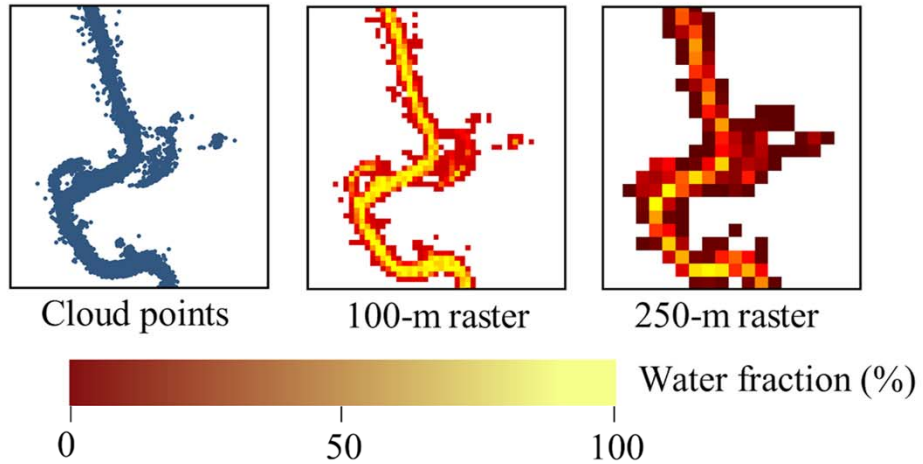 Cloud points
100-m raster
250-m raster
Water fraction (%)
0
50
100